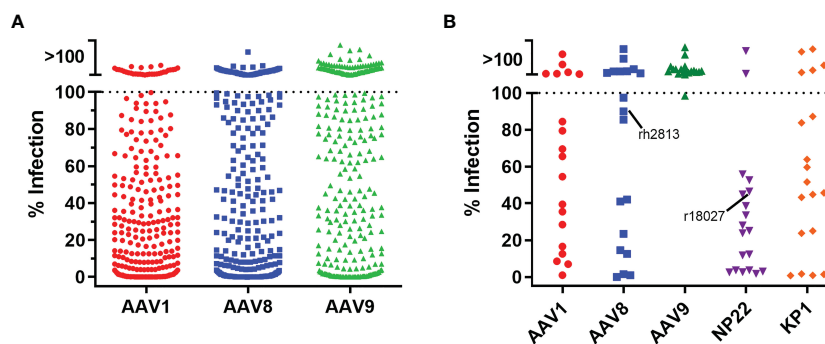 A
B
>100
100
80
60
40
20
0
% Infection
AAV1
AAV8
AAV9
>100
100
80
60
40
20
0
% Infection
rh2813
r18027
AAV1
AAV8
AAV9
NP22
KP1